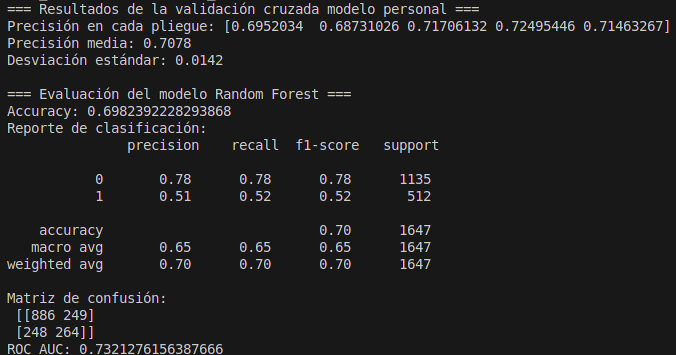 === Resultados de la validación cruzada modelo personal ===
Precisión en cada pliegue: [0.6952034  0.68731026 0.71706132 0.72495446 0.71463267]
Precisión media: 0.7078
Desviación estándar: 0.0142

=== Evaluación del modelo Random Forest ===
Accuracy: 0.6982392228293868
Reporte de clasificación:
              precision    recall  f1-score   support

           0       0.78      0.78      0.78      1135
           1       0.51      0.52      0.52       512

    accuracy                           0.70      1647
   macro avg       0.65      0.65      0.65      1647
weighted avg       0.70      0.70      0.70      1647

Matriz de confusión:
 [[886 249]
 [248 264]]
ROC AUC: 0.7321276156387666